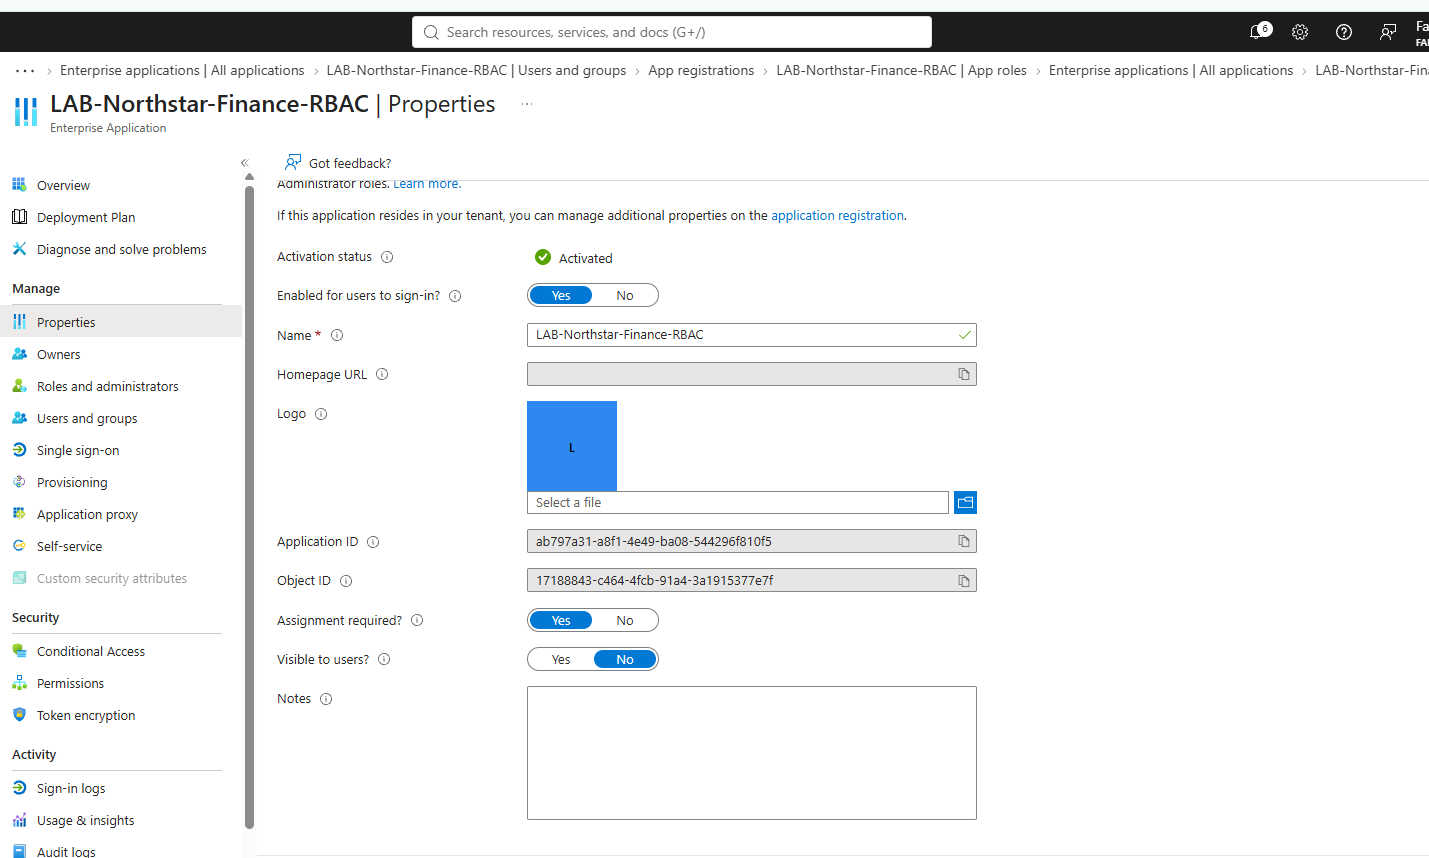 Search resources, services, and docs (G+/)
6
Fa
FAI
··· > Enterprise applications | All applications > LAB-Northstar-Finance-RBAC | Users and groups > App registrations > LAB-Northstar-Finance-RBAC | App roles > Enterprise applications | All applications > LAB-Northstar-Fin
LAB-Northstar-Finance-RBAC | Properties ···
Enterprise Application
Got feedback?
Overview
Deployment Plan
Diagnose and solve problems
Manage
Properties
Owners
Roles and administrators
Users and groups
Single sign-on
Provisioning
Application proxy
Self-service
Custom security attributes
Security
Conditional Access
Permissions
Token encryption
Activity
Sign-in logs
Usage & insights
Audit logs
Administrator roles. Learn more.
If this application resides in your tenant, you can manage additional properties on the application registration.
Activation status Activated
Enabled for users to sign-in? Yes No
Name * LAB-Northstar-Finance-RBAC
Homepage URL
Logo
L
Select a file
Application ID ab797a31-a8f1-4e49-ba08-544296f810f5
Object ID 17188843-c464-4fcb-91a4-3a1915377e7f
Assignment required? Yes No
Visible to users? Yes No
Notes